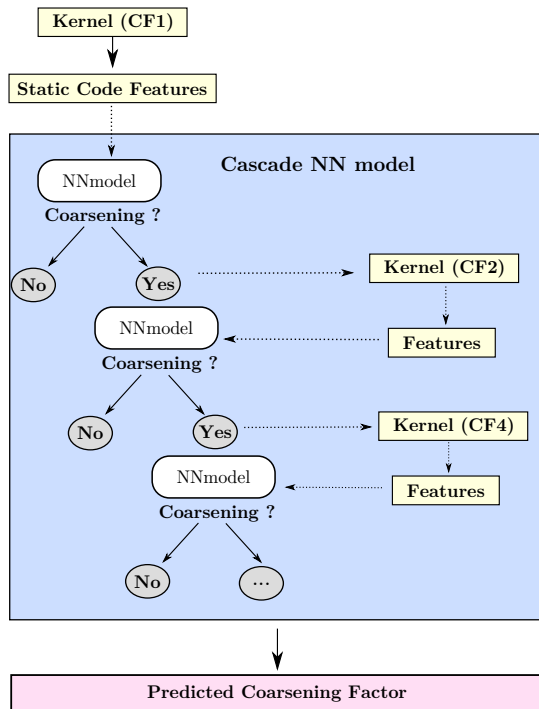 Kernel (CF1)
Static Code Features
Cascade NN model
NNmodel
Coarsening ?
No
Yes
Kernel (CF2)
NNmodel
Features
Coarsening ?
No
Yes
Kernel (CF4)
NNmodel
Features
Coarsening ?
No
...
Predicted Coarsening Factor